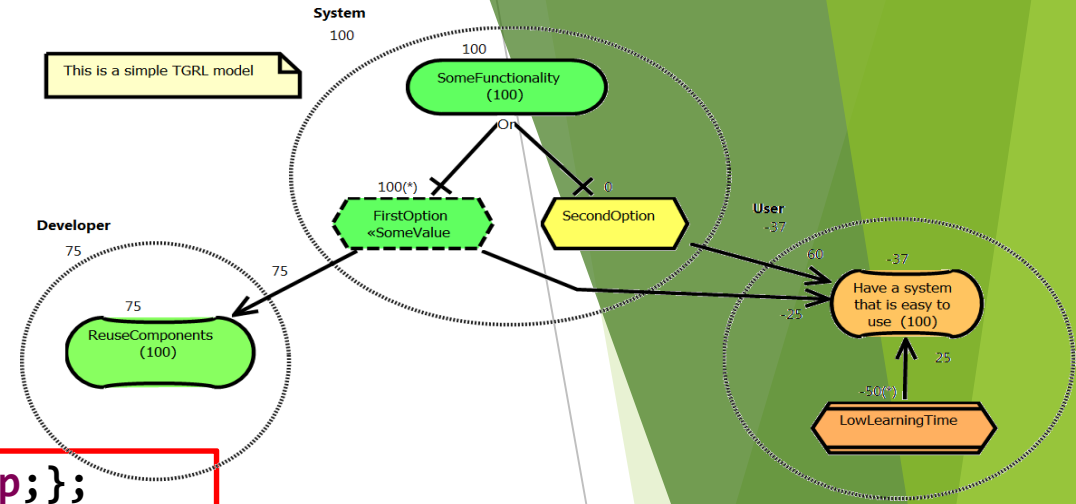 System
100
This is a simple TGRL model
100
SomeFunctionality
(100)
Or
100(*)
0
FirstOption
«SomeValue
SecondOption
User
-37
Developer
75
75
60
-37
Have a system
that is easy to
use (100)
-25
75
ReuseComponents
(100)
25
-50(*)
LowLearningTime
p;};